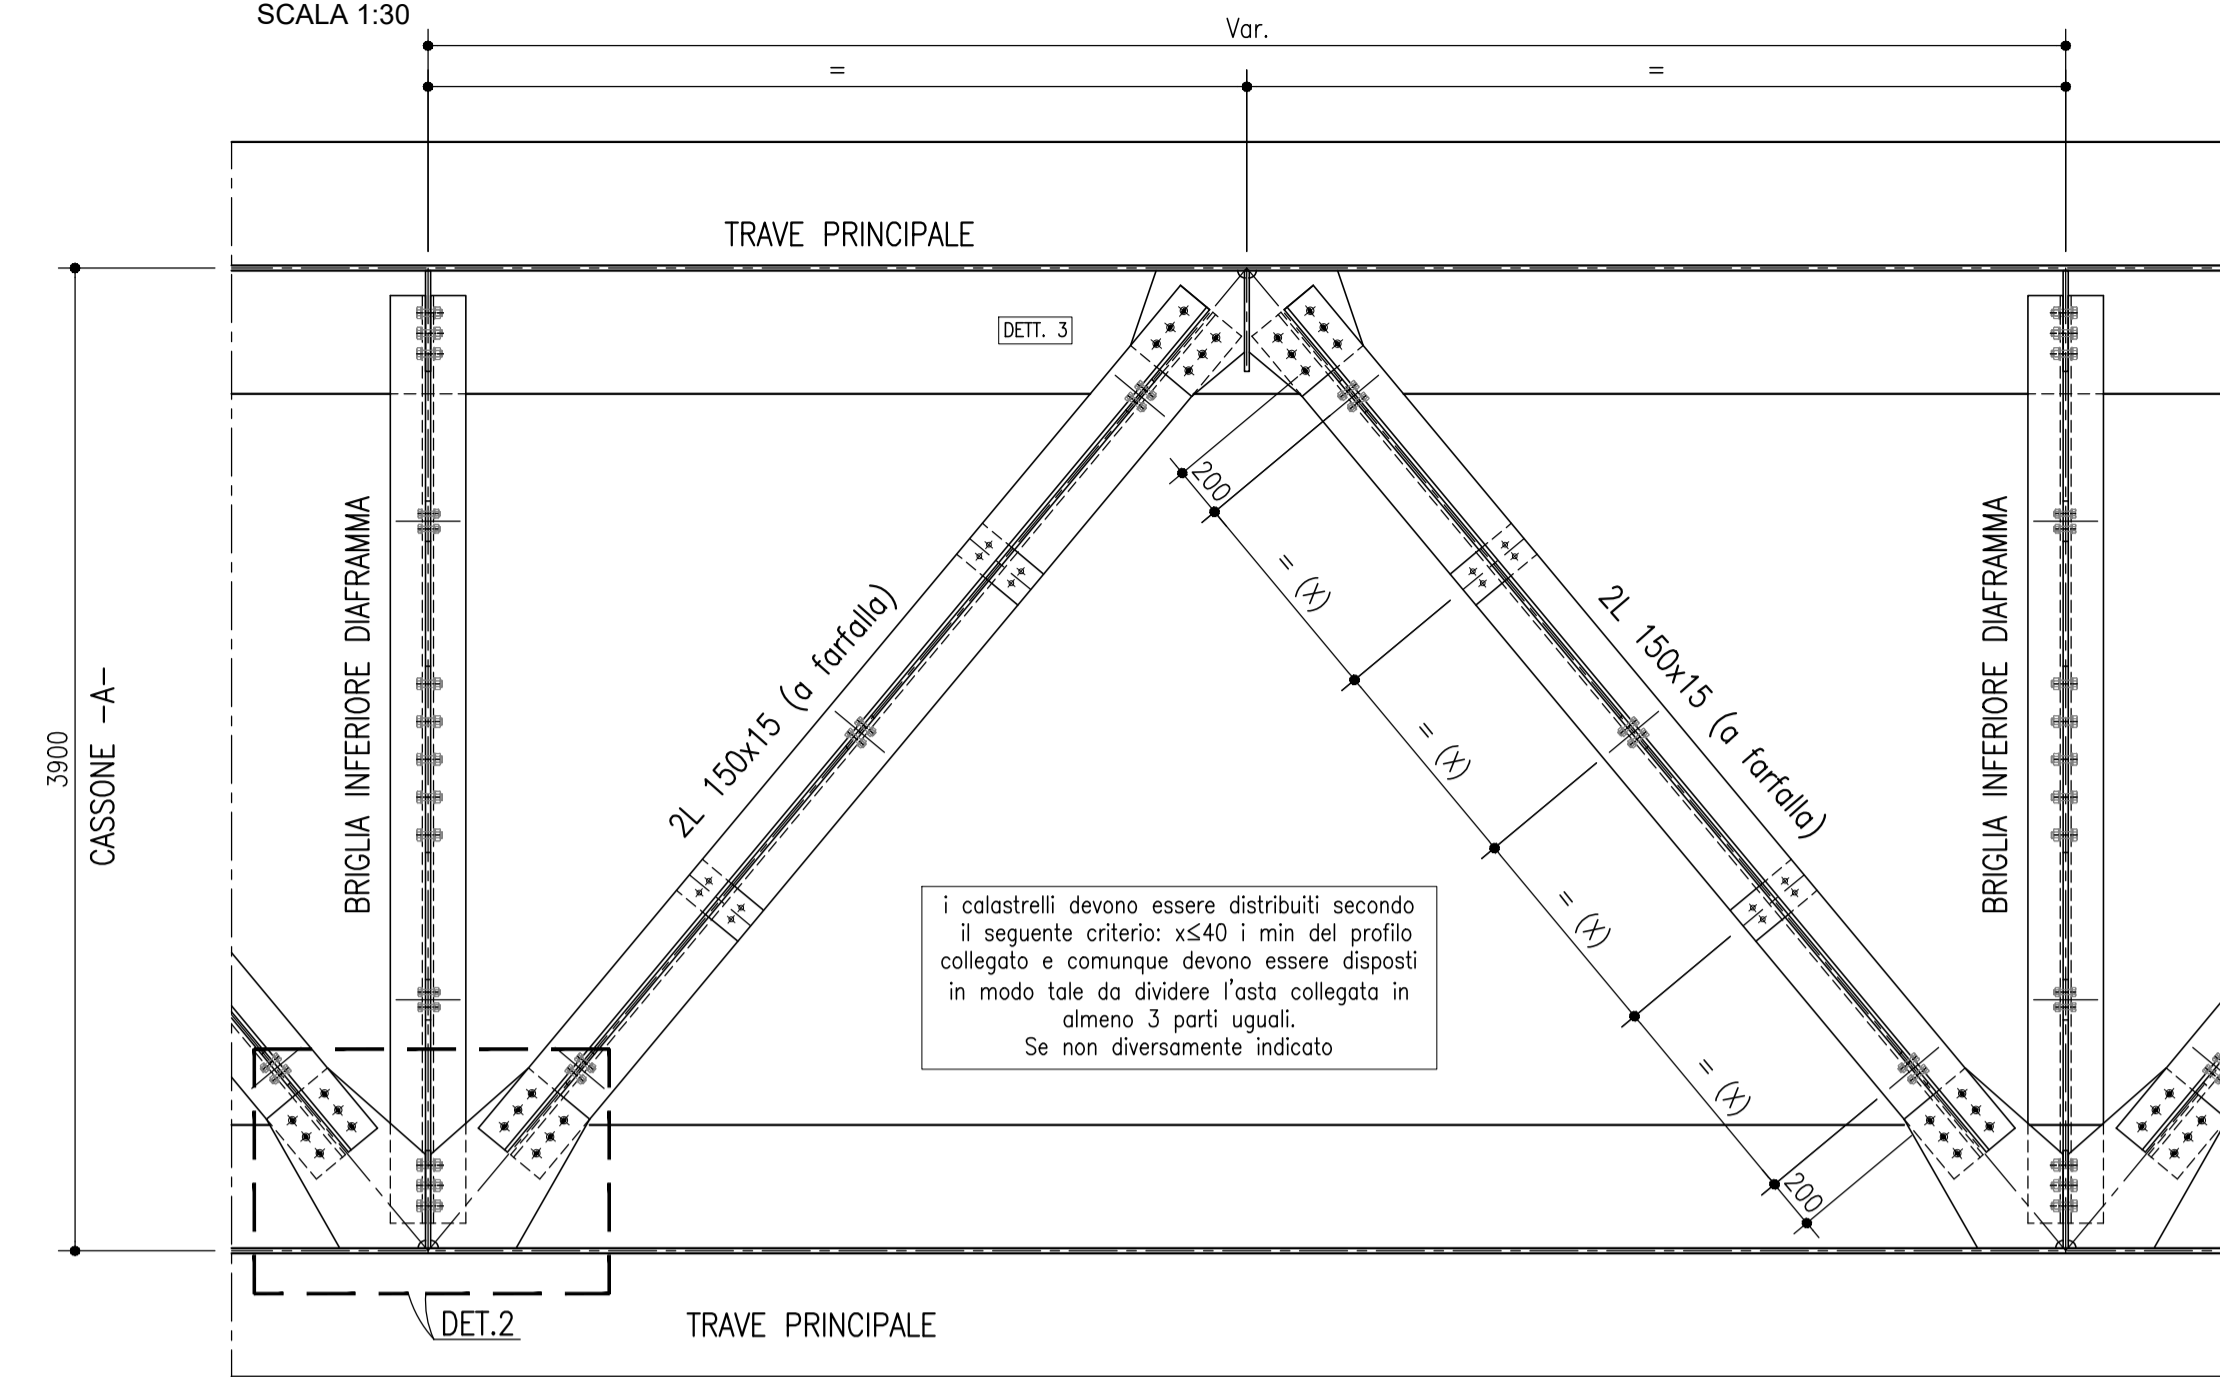 SCALA 1:30
Var.
=
=
TRAVE PRINCIPALE
DETT. 3
200
= (X)
= (X)
= (X)
= (X)
200
2L 150x15 (a farfalla)
2L 150x15 (a farfalla)
BRIGLIA INFERIORE DIAFRAMMA
BRIGLIA INFERIORE DIAFRAMMA
3900
CASSONE -A-
i calastrelli devono essere distribuiti secondo
il seguente criterio: x≤40 i min del profilo
collegato e comunque devono essere disposti
in modo tale da dividere l'asta collegata in
almeno 3 parti uguali.
Se non diversamente indicato
DET.2
TRAVE PRINCIPALE